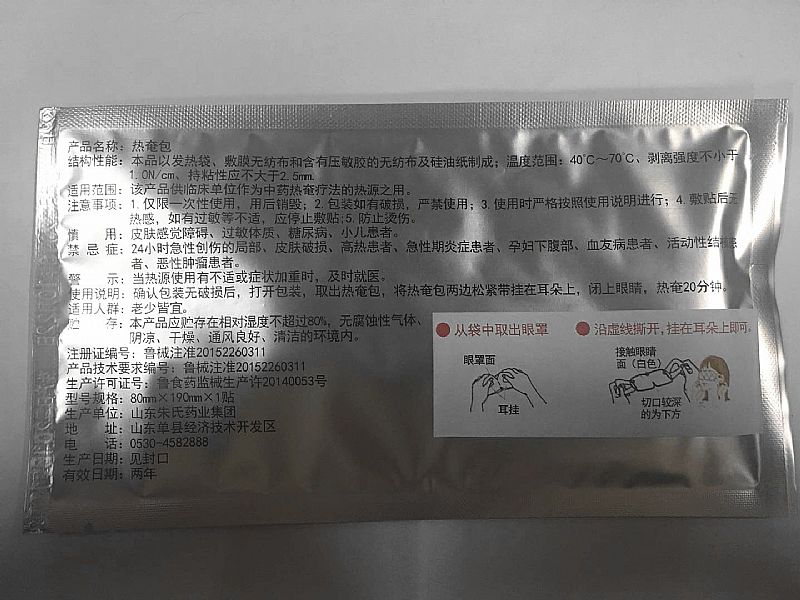 产品名称：热奄包
结构性能：本品以发热袋、敷膜无纺布和含有压敏胶的无纺布及硅油纸制成；温度范围：40℃～70℃、剥离强度不小于
1.0N/cm、持粘性应不大于2.5mm.
适用范围：该产品供临床单位作为中药热奄疗法的热源之用。
注意事项：1.仅限一次性使用，用后销毁；2.包装如有破损，严禁使用；3.使用时严格按照使用说明进行；4.敷贴后
热感，如有过敏等不适，应停止敷贴；5.防止烫伤。
慎 用：皮肤感觉障碍、过敏体质、糖尿病、小儿患者。
禁 忌 症：24小时急性创伤的局部、皮肤破损、高热患者、急性期炎症患者、孕妇下腹部、血友病患者、活动性结
者、恶性肿瘤患者。
警 示：当热源使用有不适或症状加重时，及时就医。
使用说明：确认包装无破损后，打开包装，取出热奄包，将热奄包两边松紧带挂在耳朵上，闭上眼睛，热奄20分钟。
适用人群：老少皆宜。
贮 存：本产品应贮存在相对湿度不超过80%，无腐蚀性气体、
阴凉、干燥、通风良好、清洁的环境内。
注册证编号：鲁械注准20152260311
产品技术要求编号：鲁械注准20152260311
生产许可证号：鲁食药监械生产许20140053号
型号规格：80mm×190mm×1贴
生产单位：山东朱氏药业集团
地 址：山东单县经济技术开发区
电 话：0530-4582888
生产日期：见封口
有效日期：两年
从袋中取出眼罩
沿虚线撕开，挂在耳朵上即可。
眼罩面
耳挂
接触眼睛
面（白色）
切口较深
的为下方